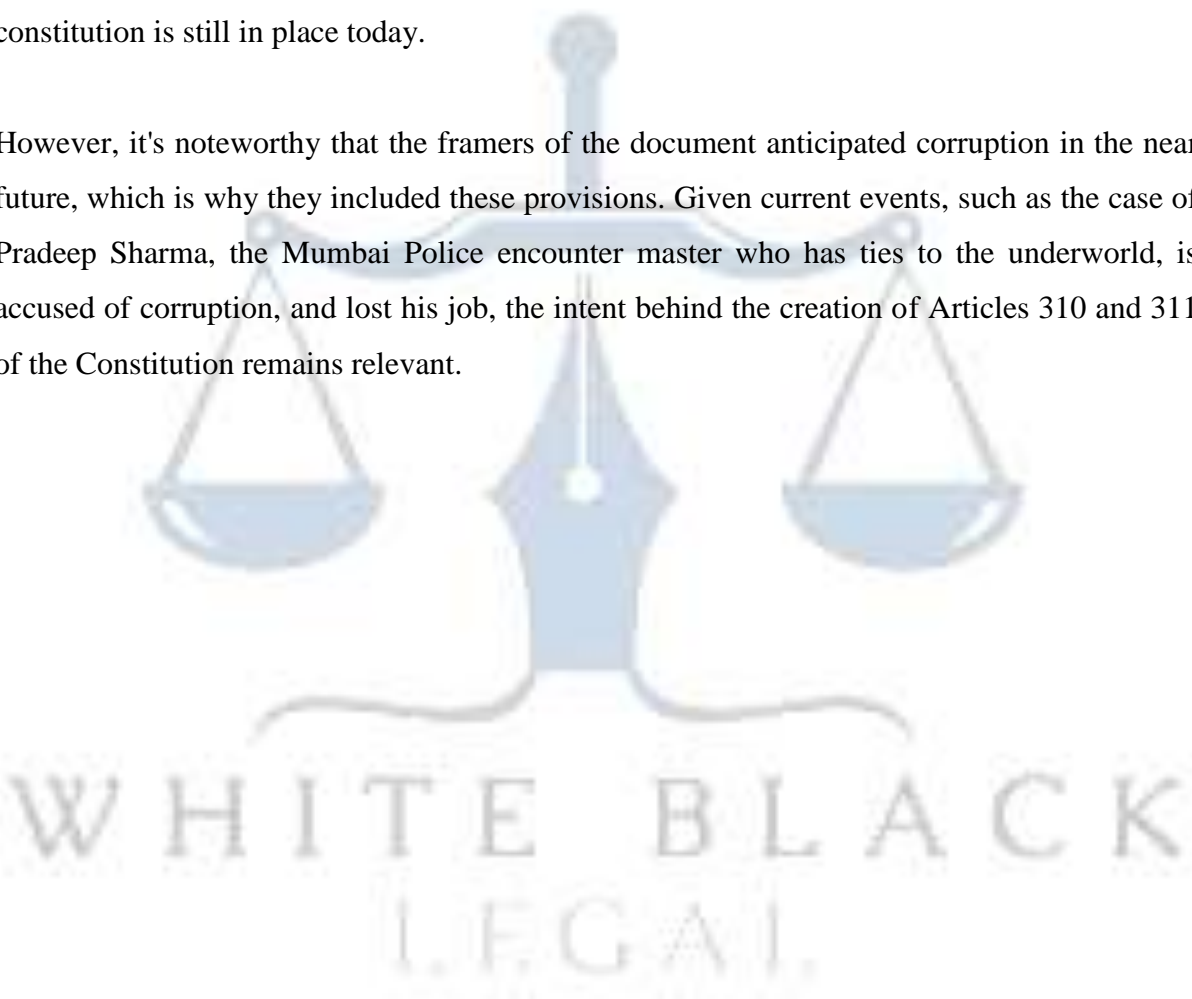 constitution is still in place today.
However, it's noteworthy that the framers of the document anticipated corruption in the near
future, which is why they included these provisions. Given current events, such as the case of
Pradeep Sharma, the Mumbai Police encounter master who has ties to the underworld, is
accused of corruption, and lost his job, the intent behind the creation of Articles 310 and 311
of the Constitution remains relevant.
WHITE BLACK
LEGAL